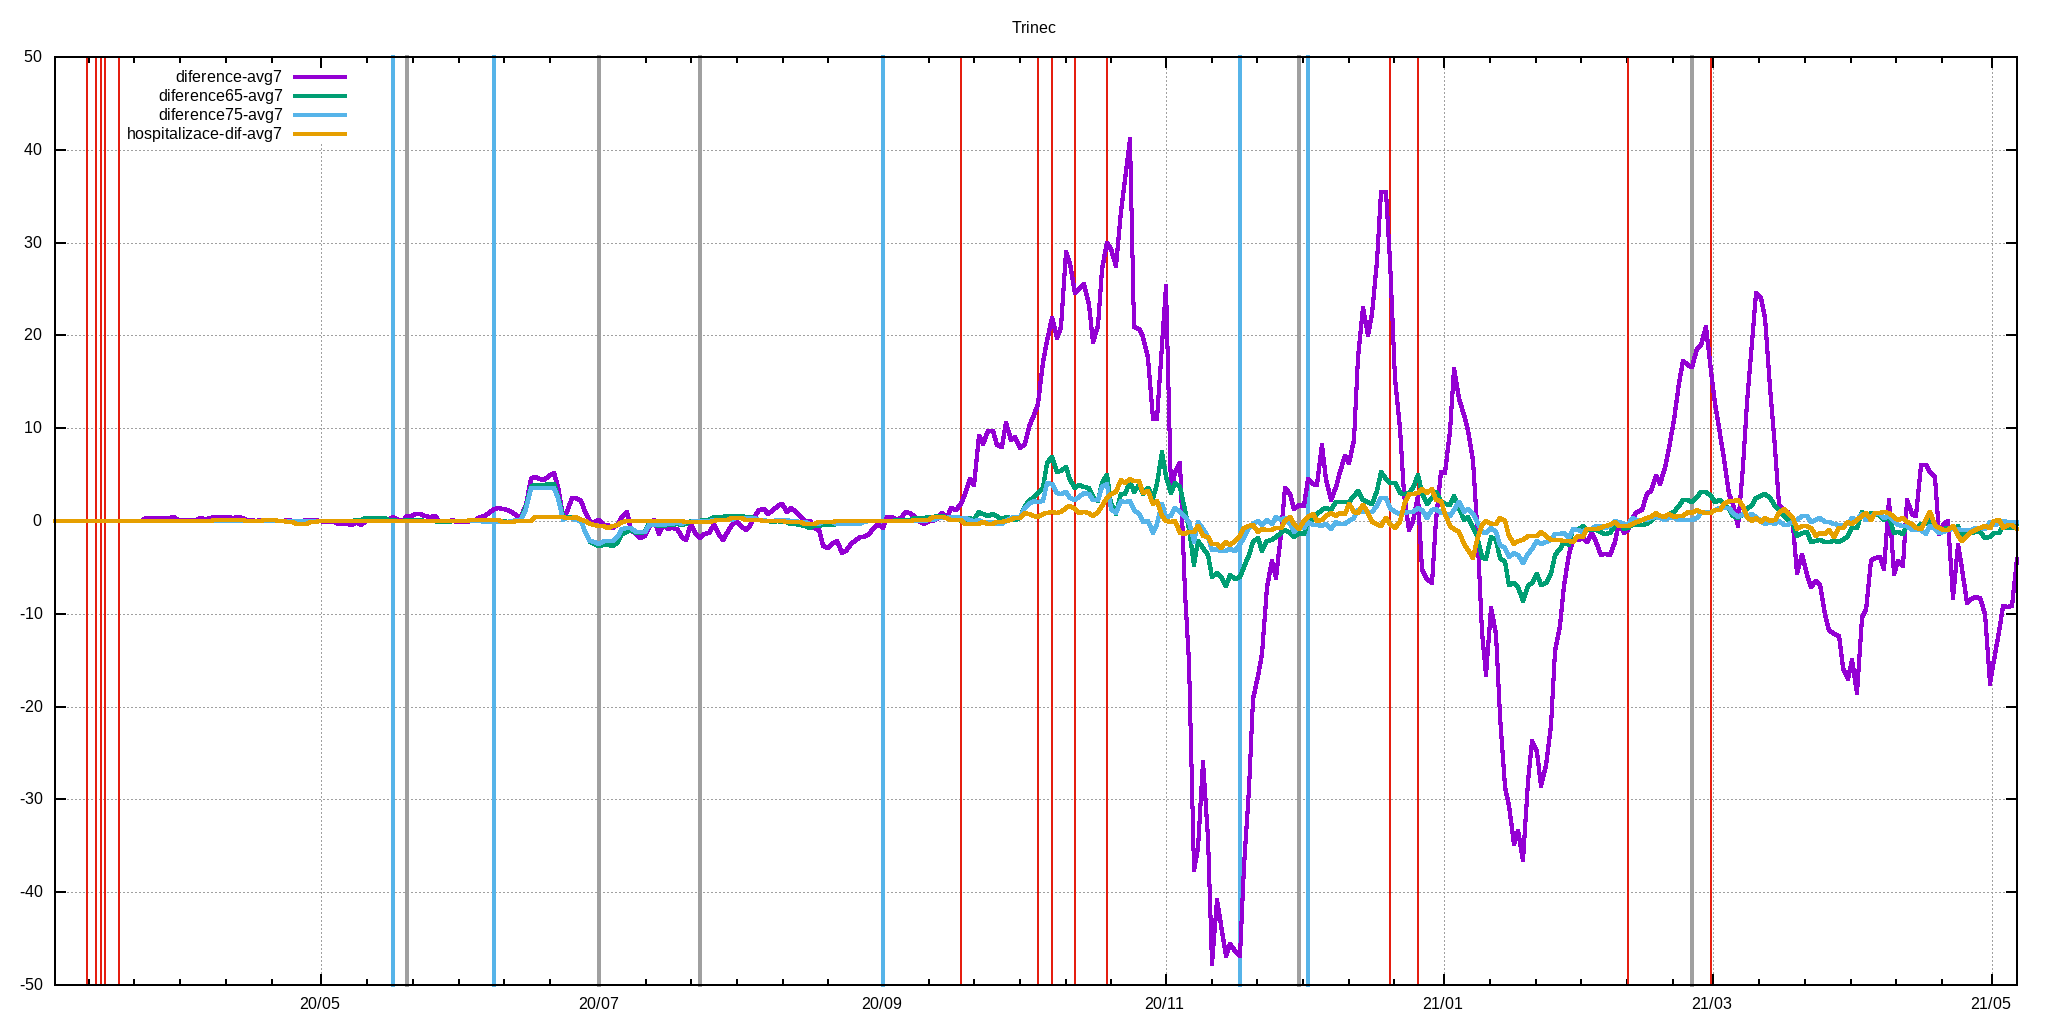 Trinec
diference-avg7
diference65-avg7
diference75-avg7
hospitalizace-dif-avg7
50
40
30
20
10
0
-10
-20
-30
-40
-50
20/05 20/07 20/09 20/11 21/01 21/03 21/05